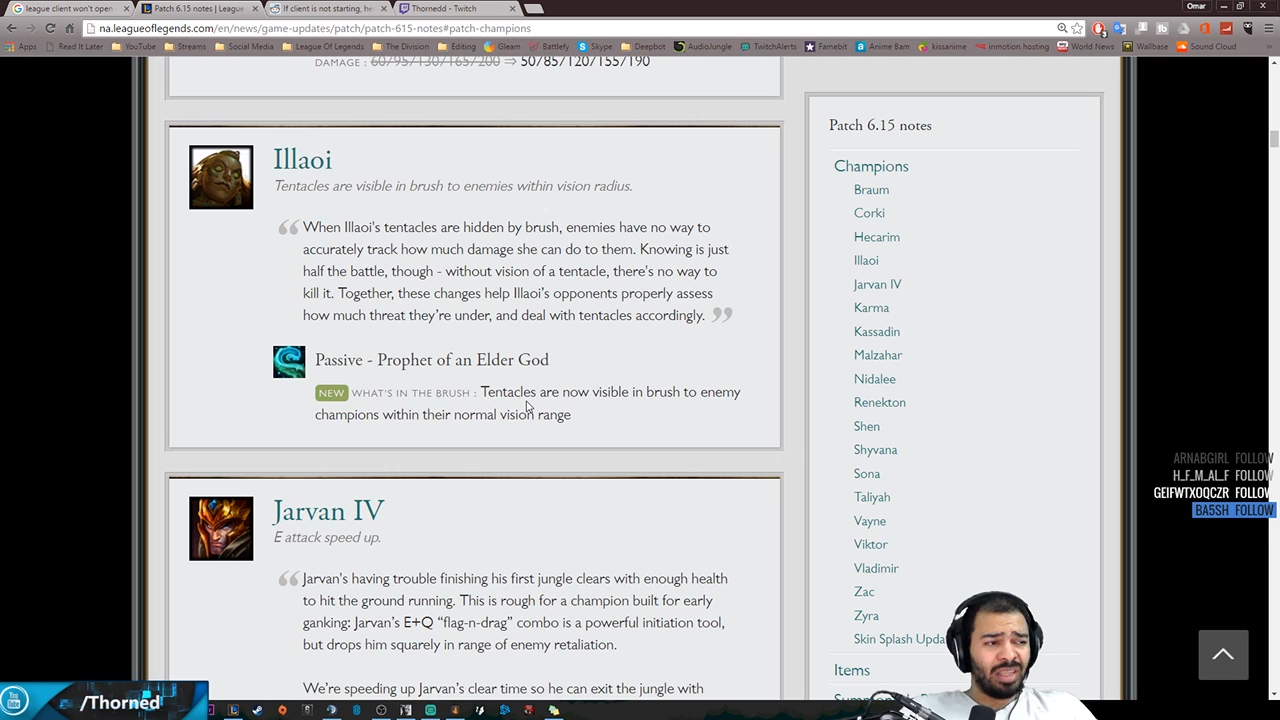 league client won't open
Patch 6.15 notes | League
If client is not starting, he
Thornedd - Twitch
Omar
na.leagueoflegends.com/en/news/game-updates/patch/patch-615-notes#patch-champions
Apps
Read It Later
YouTube
Streams
Social Media
League Of Legends
The Division
Editing
Gleam
Battlefy
Skype
Deepbot
AudioJungle
TwitchAlerts
Famebit
Anime Bam
kissanime
inmotion hosting
World News
Wallbase
Sound Cloud
DAMAGE : 60/95/130/165/200 ⇒ 50/85/120/155/190
Illaoi
Tentacles are visible in brush to enemies within vision radius.
“ When Illaoi's tentacles are hidden by brush, enemies have no way to
accurately track how much damage she can do to them. Knowing is just
half the battle, though - without vision of a tentacle, there's no way to
kill it. Together, these changes help Illaoi's opponents properly assess
how much threat they're under, and deal with tentacles accordingly. ”
Passive - Prophet of an Elder God
NEW WHAT'S IN THE BRUSH : Tentacles are now visible in brush to enemy
champions within their normal vision range
Jarvan IV
E attack speed up.
“ Jarvan's having trouble finishing his first jungle clears with enough health
to hit the ground running. This is rough for a champion built for early
ganking: Jarvan's E+Q “flag-n-drag” combo is a powerful initiation tool,
but drops him squarely in range of enemy retaliation.
We're speeding up Jarvan's clear time so he can exit the jungle with
Patch 6.15 notes
Champions
Braum
Corki
Hecarim
Illaoi
Jarvan IV
Karma
Kassadin
Malzahar
Nidalee
Renekton
Shen
Shyvana
Sona
Taliyah
Vayne
Viktor
Vladimir
Zac
Zyra
Skin Splash Upda
Items
ARNABGIRL FOLLOW
H_F_M_AL_F FOLLOW
GEIFWTXOQCZR FOLLOW
BA5SH FOLLOW
You Tube
/Thorned